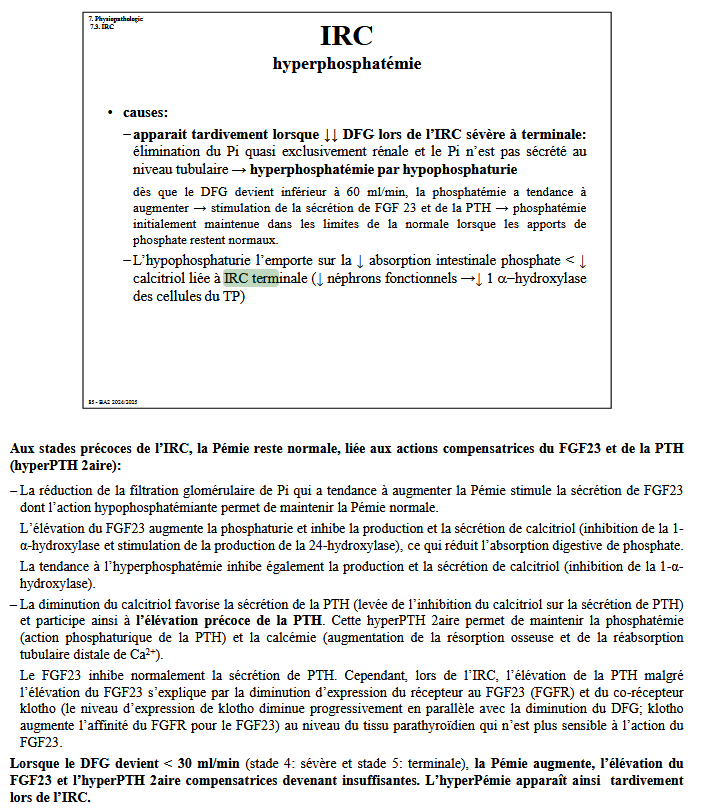 7. Physiopathologie
7.3. IRC
IRC
hyperphosphatémie
• causes:
– apparait tardivement lorsque ↓↓ DFG lors de l'IRC sévère à terminale:
élimination du Pi quasi exclusivement rénale et le Pi n'est pas sécrété au
niveau tubulaire → hyperphosphatémie par hypophosphaturie
dès que le DFG devient inférieur à 60 ml/min, la phosphatémie a tendance à
augmenter → stimulation de la sécrétion de FGF 23 et de la PTH → phosphatémie
initialement maintenue dans les limites de la normale lorsque les apports de
phosphate restent normaux.
– L'hypophosphaturie l'emporte sur la ↓ absorption intestinale phosphate < ↓
calcitriol liée à IRC terminale (↓ néphrons fonctionnels →↓ 1 α–hydroxylase
des cellules du TP)
85 - BA2 2024/2025
Aux stades précoces de l'IRC, la Pémie reste normale, liée aux actions compensatrices du FGF23 et de la PTH
(hyperPTH 2aire):
– La réduction de la filtration glomérulaire de Pi qui a tendance à augmenter la Pémie stimule la sécrétion de FGF23
dont l'action hypophosphatémiante permet de maintenir la Pémie normale.
L'élévation du FGF23 augmente la phosphaturie et inhibe la production et la sécrétion de calcitriol (inhibition de la 1-
α-hydroxylase et stimulation de la production de la 24-hydroxylase), ce qui réduit l'absorption digestive de phosphate.
La tendance à l'hyperphosphatémie inhibe également la production et la sécrétion de calcitriol (inhibition de la 1-α-
hydroxylase).
– La diminution du calcitriol favorise la sécrétion de la PTH (levée de l'inhibition du calcitriol sur la sécrétion de PTH)
et participe ainsi à l'élévation précoce de la PTH. Cette hyperPTH 2aire permet de maintenir la phosphatémie
(action phosphaturique de la PTH) et la calcémie (augmentation de la résorption osseuse et de la réabsorption
tubulaire distale de Ca²⁺).
Le FGF23 inhibe normalement la sécrétion de PTH. Cependant, lors de l'IRC, l'élévation de la PTH malgré
l'élévation du FGF23 s'explique par la diminution d'expression du récepteur au FGF23 (FGFR) et du co-récepteur
klotho (le niveau d'expression de klotho diminue progressivement en parallèle avec la diminution du DFG; klotho
augmente l'affinité du FGFR pour le FGF23) au niveau du tissu parathyroïdien qui n'est plus sensible à l'action du
FGF23.
Lorsque le DFG devient < 30 ml/min (stade 4: sévère et stade 5: terminale), la Pémie augmente, l'élévation du
FGF23 et l'hyperPTH 2aire compensatrices devenant insuffisantes. L'hyperPémie apparaît ainsi tardivement
lors de l'IRC.